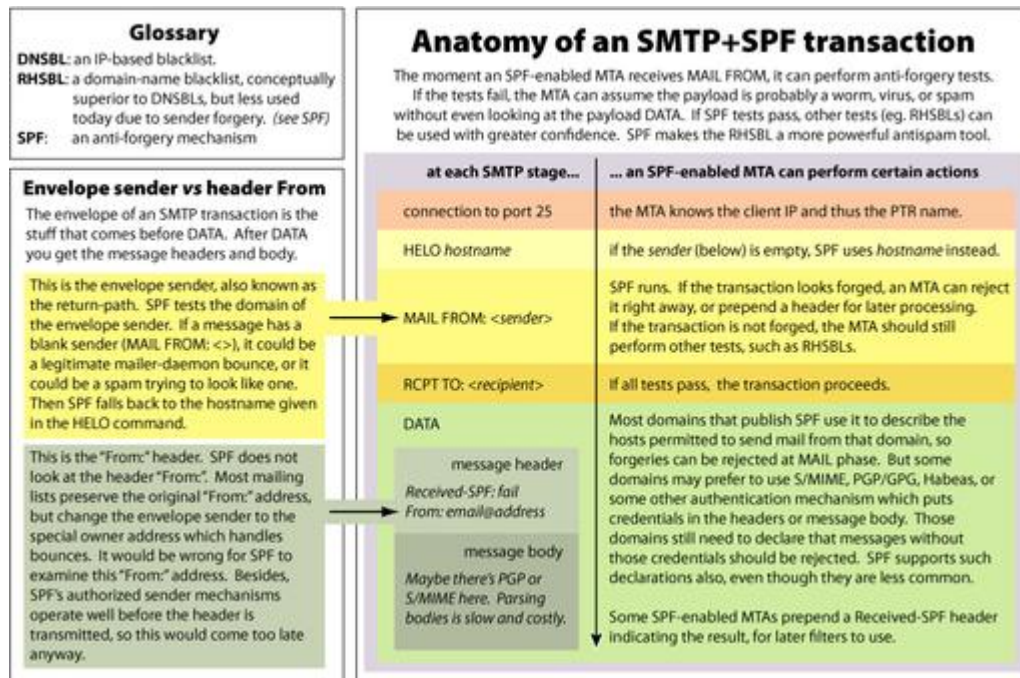 Glossary
DNSBL: an IP-based blacklist.
RHSBL: a domain-name blacklist, conceptually
superior to DNSBLs, but less used
today due to sender forgery. (see SPF)
SPF: an anti-forgery mechanism
Envelope sender vs header From
The envelope of an SMTP transaction is the
stuff that comes before DATA. After DATA
you get the message headers and body.
This is the envelope sender, also known as
the return-path. SPF tests the domain of
the envelope sender. If a message has a
blank sender (MAIL FROM: <>), it could be
a legitimate mailer-daemon bounce, or it
could be a spam trying to look like one.
Then SPF falls back to the hostname given
in the HELO command.
This is the "From:" header. SPF does not
look at the header "From:". Most mailing
lists preserve the original "From:" address,
but change the envelope sender to the
special owner address which handles
bounces. It would be wrong for SPF to
examine this "From:" address. Besides,
SPF's authorized sender mechanisms
operate well before the header is
transmitted, so this would come too late
anyway.
Anatomy of an SMTP+SPF transaction
The moment an SPF-enabled MTA receives MAIL FROM, it can perform anti-forgery tests.
If the tests fail, the MTA can assume the payload is probably a worm, virus, or spam
without even looking at the payload DATA. If SPF tests pass, other tests (eg. RHSBLs) can
be used with greater confidence. SPF makes the RHSBL a more powerful antispam tool.
at each SMTP stage...
... an SPF-enabled MTA can perform certain actions
connection to port 25
the MTA knows the client IP and thus the PTR name.
HELO hostname
if the sender (below) is empty, SPF uses hostname instead.
MAIL FROM: <sender>
SPF runs. If the transaction looks forged, an MTA can reject
it right away, or prepend a header for later processing.
If the transaction is not forged, the MTA should still
perform other tests, such as RHSBLs.
RCPT TO: <recipient>
If all tests pass, the transaction proceeds.
DATA
message header
Received-SPF: fail
From: email@address
message body
Maybe there's PGP or
S/MIME here. Parsing
bodies is slow and costly.
Most domains that publish SPF use it to describe the
hosts permitted to send mail from that domain, so
forgeries can be rejected at MAIL phase. But some
domains may prefer to use S/MIME, PGP/GPG, Habeas, or
some other authentication mechanism which puts
credentials in the headers or message body. Those
domains still need to declare that messages without
those credentials should be rejected. SPF supports such
declarations also, even though they are less common.
Some SPF-enabled MTAs prepend a Received-SPF header
indicating the result, for later filters to use.